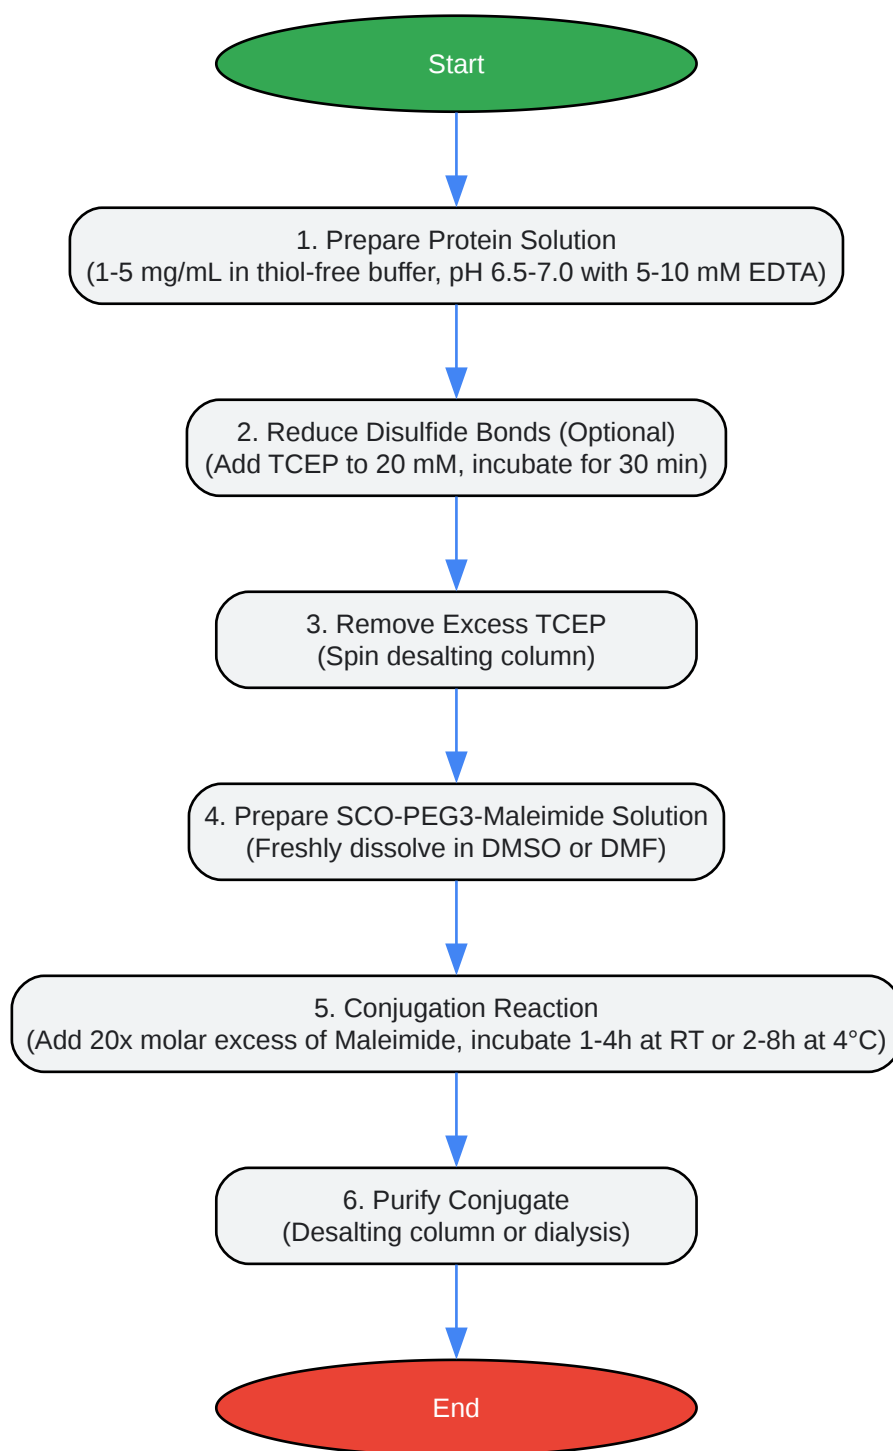 Start
1. Prepare Protein Solution
(1-5 mg/mL in thiol-free buffer, pH 6.5-7.0 with 5-10 mM EDTA)
2. Reduce Disulfide Bonds (Optional)
(Add TCEP to 20 mM, incubate for 30 min)
3. Remove Excess TCEP
(Spin desalting column)
4. Prepare SCO-PEG3-Maleimide Solution
(Freshly dissolve in DMSO or DMF)
5. Conjugation Reaction
(Add 20x molar excess of Maleimide, incubate 1-4h at RT or 2-8h at 4°C)
6. Purify Conjugate
(Desalting column or dialysis)
End